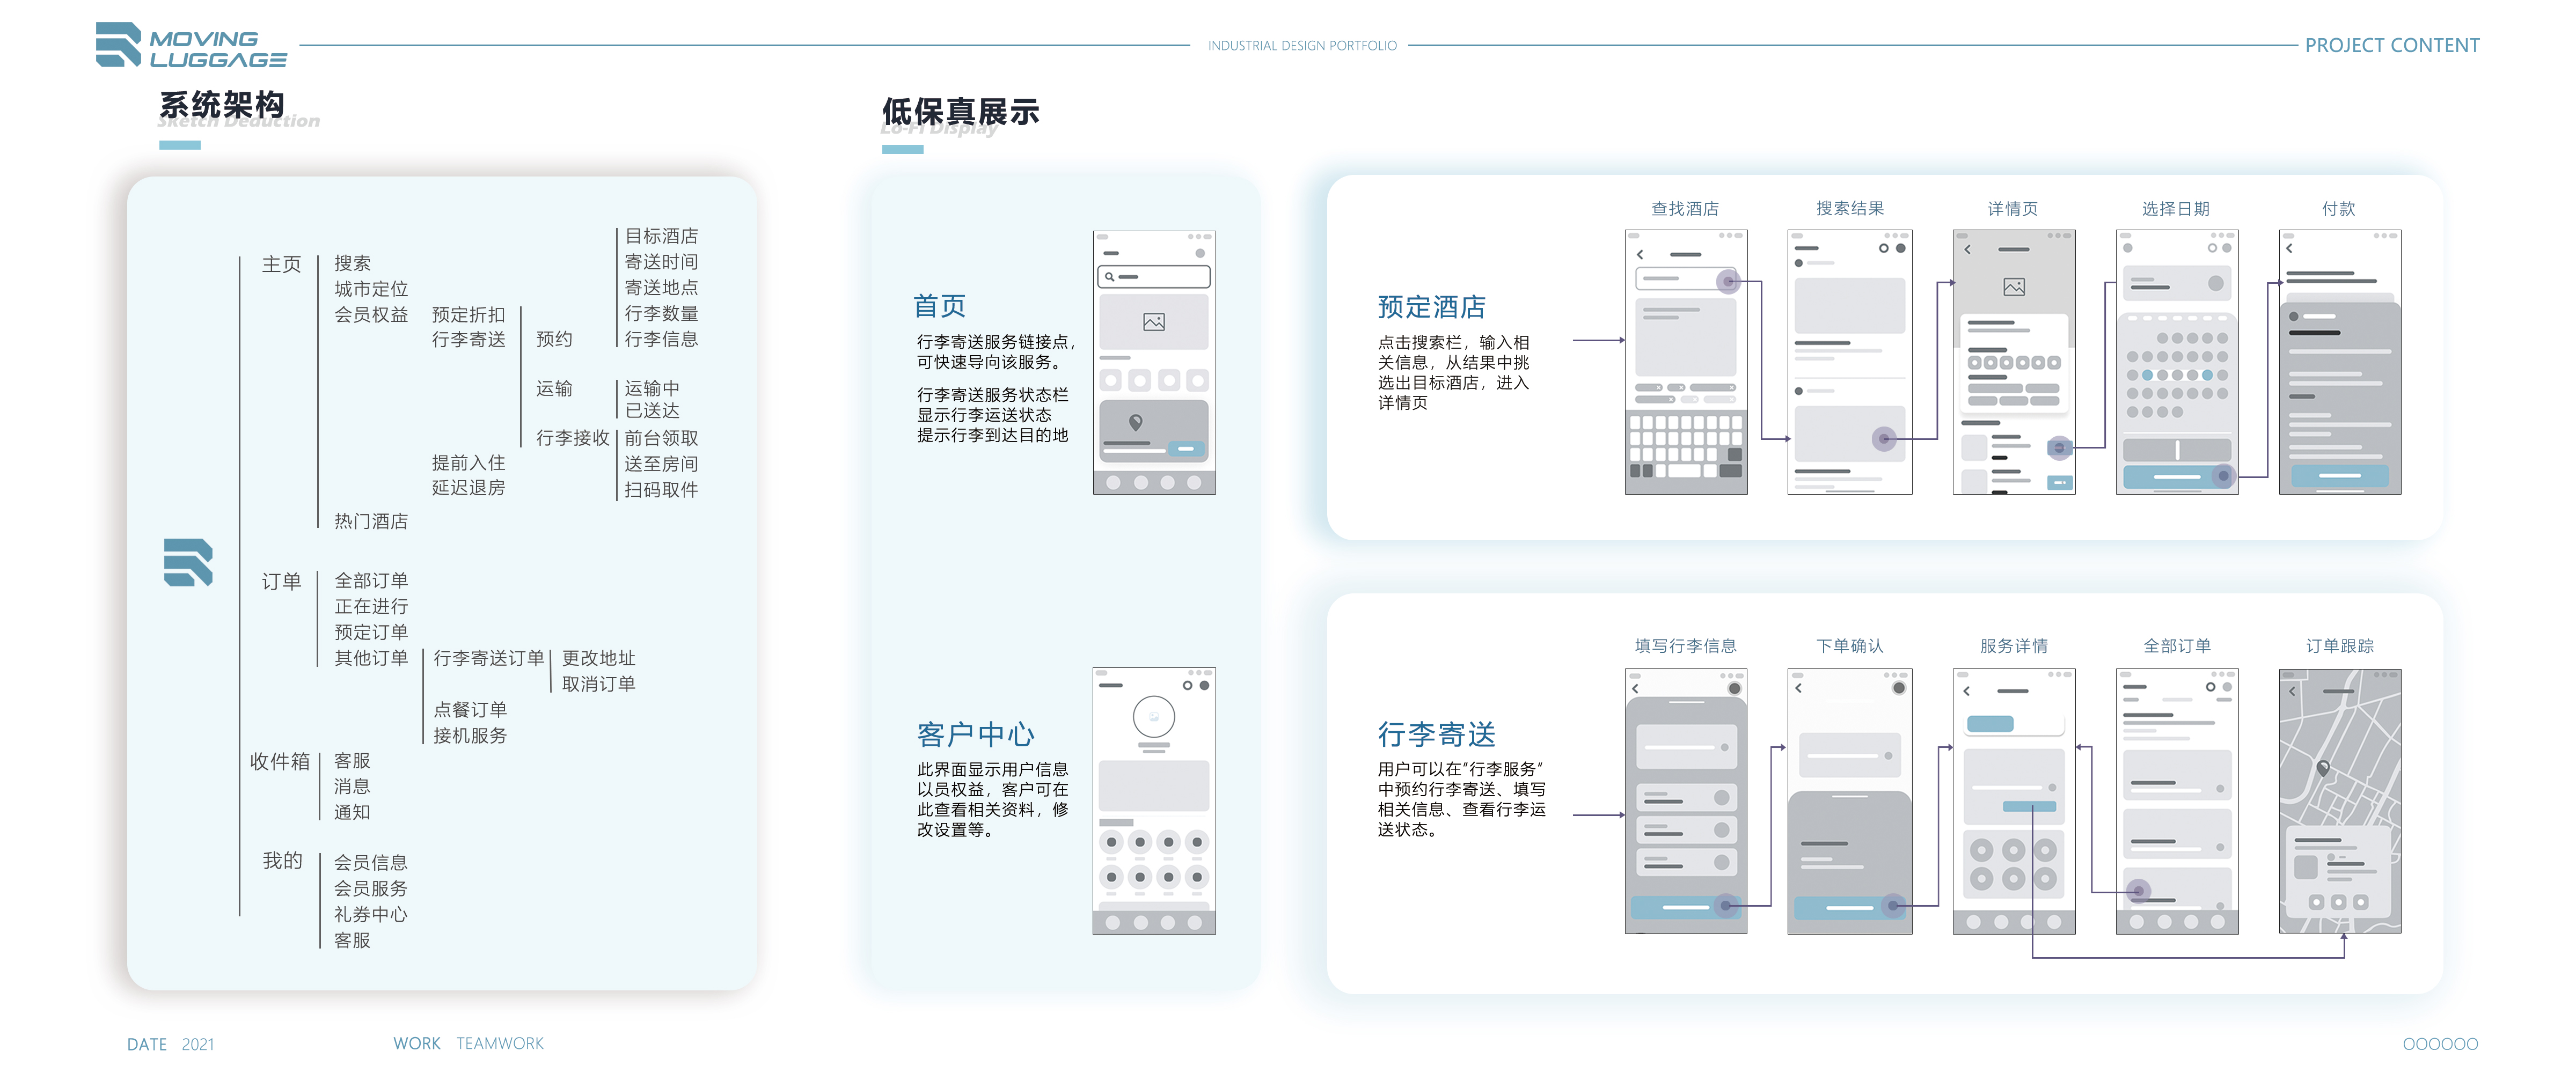 MOVING
LUGGAGE
INDUSTRIAL DESIGN PORTFOLIO
PROJECT CONTENT
系统架构
Sketch Deduction
低保真展示
Lo-Fi Display
主页
搜索
城市定位
会员权益
预定折扣
行李寄送
预约
目标酒店
寄送时间
寄送地点
行李数量
行李信息
运输
运输中
已送达
行李接收
前台领取
送至房间
扫码取件
提前入住
延迟退房
热门酒店
订单
全部订单
正在进行
预定订单
其他订单
行李寄送订单
更改地址
取消订单
点餐订单
接机服务
收件箱
客服
消息
通知
我的
会员信息
会员服务
礼券中心
客服
首页
行李寄送服务链接点，
可快速导向该服务。
行李寄送服务状态栏
显示行李运送状态
提示行李到达目的地
客户中心
此界面显示用户信息
以员权益，客户可在
此查看相关资料，修
改设置等。
预定酒店
点击搜索栏，输入相
关信息，从结果中挑
选出目标酒店，进入
详情页
查找酒店
搜索结果
详情页
选择日期
付款
行李寄送
用户可以在"行李服务"
中预约行李寄送、填写
相关信息、查看行李运
送状态。
填写行李信息
下单确认
服务详情
全部订单
订单跟踪
DATE 2021
WORK TEAMWORK
OOOOOO